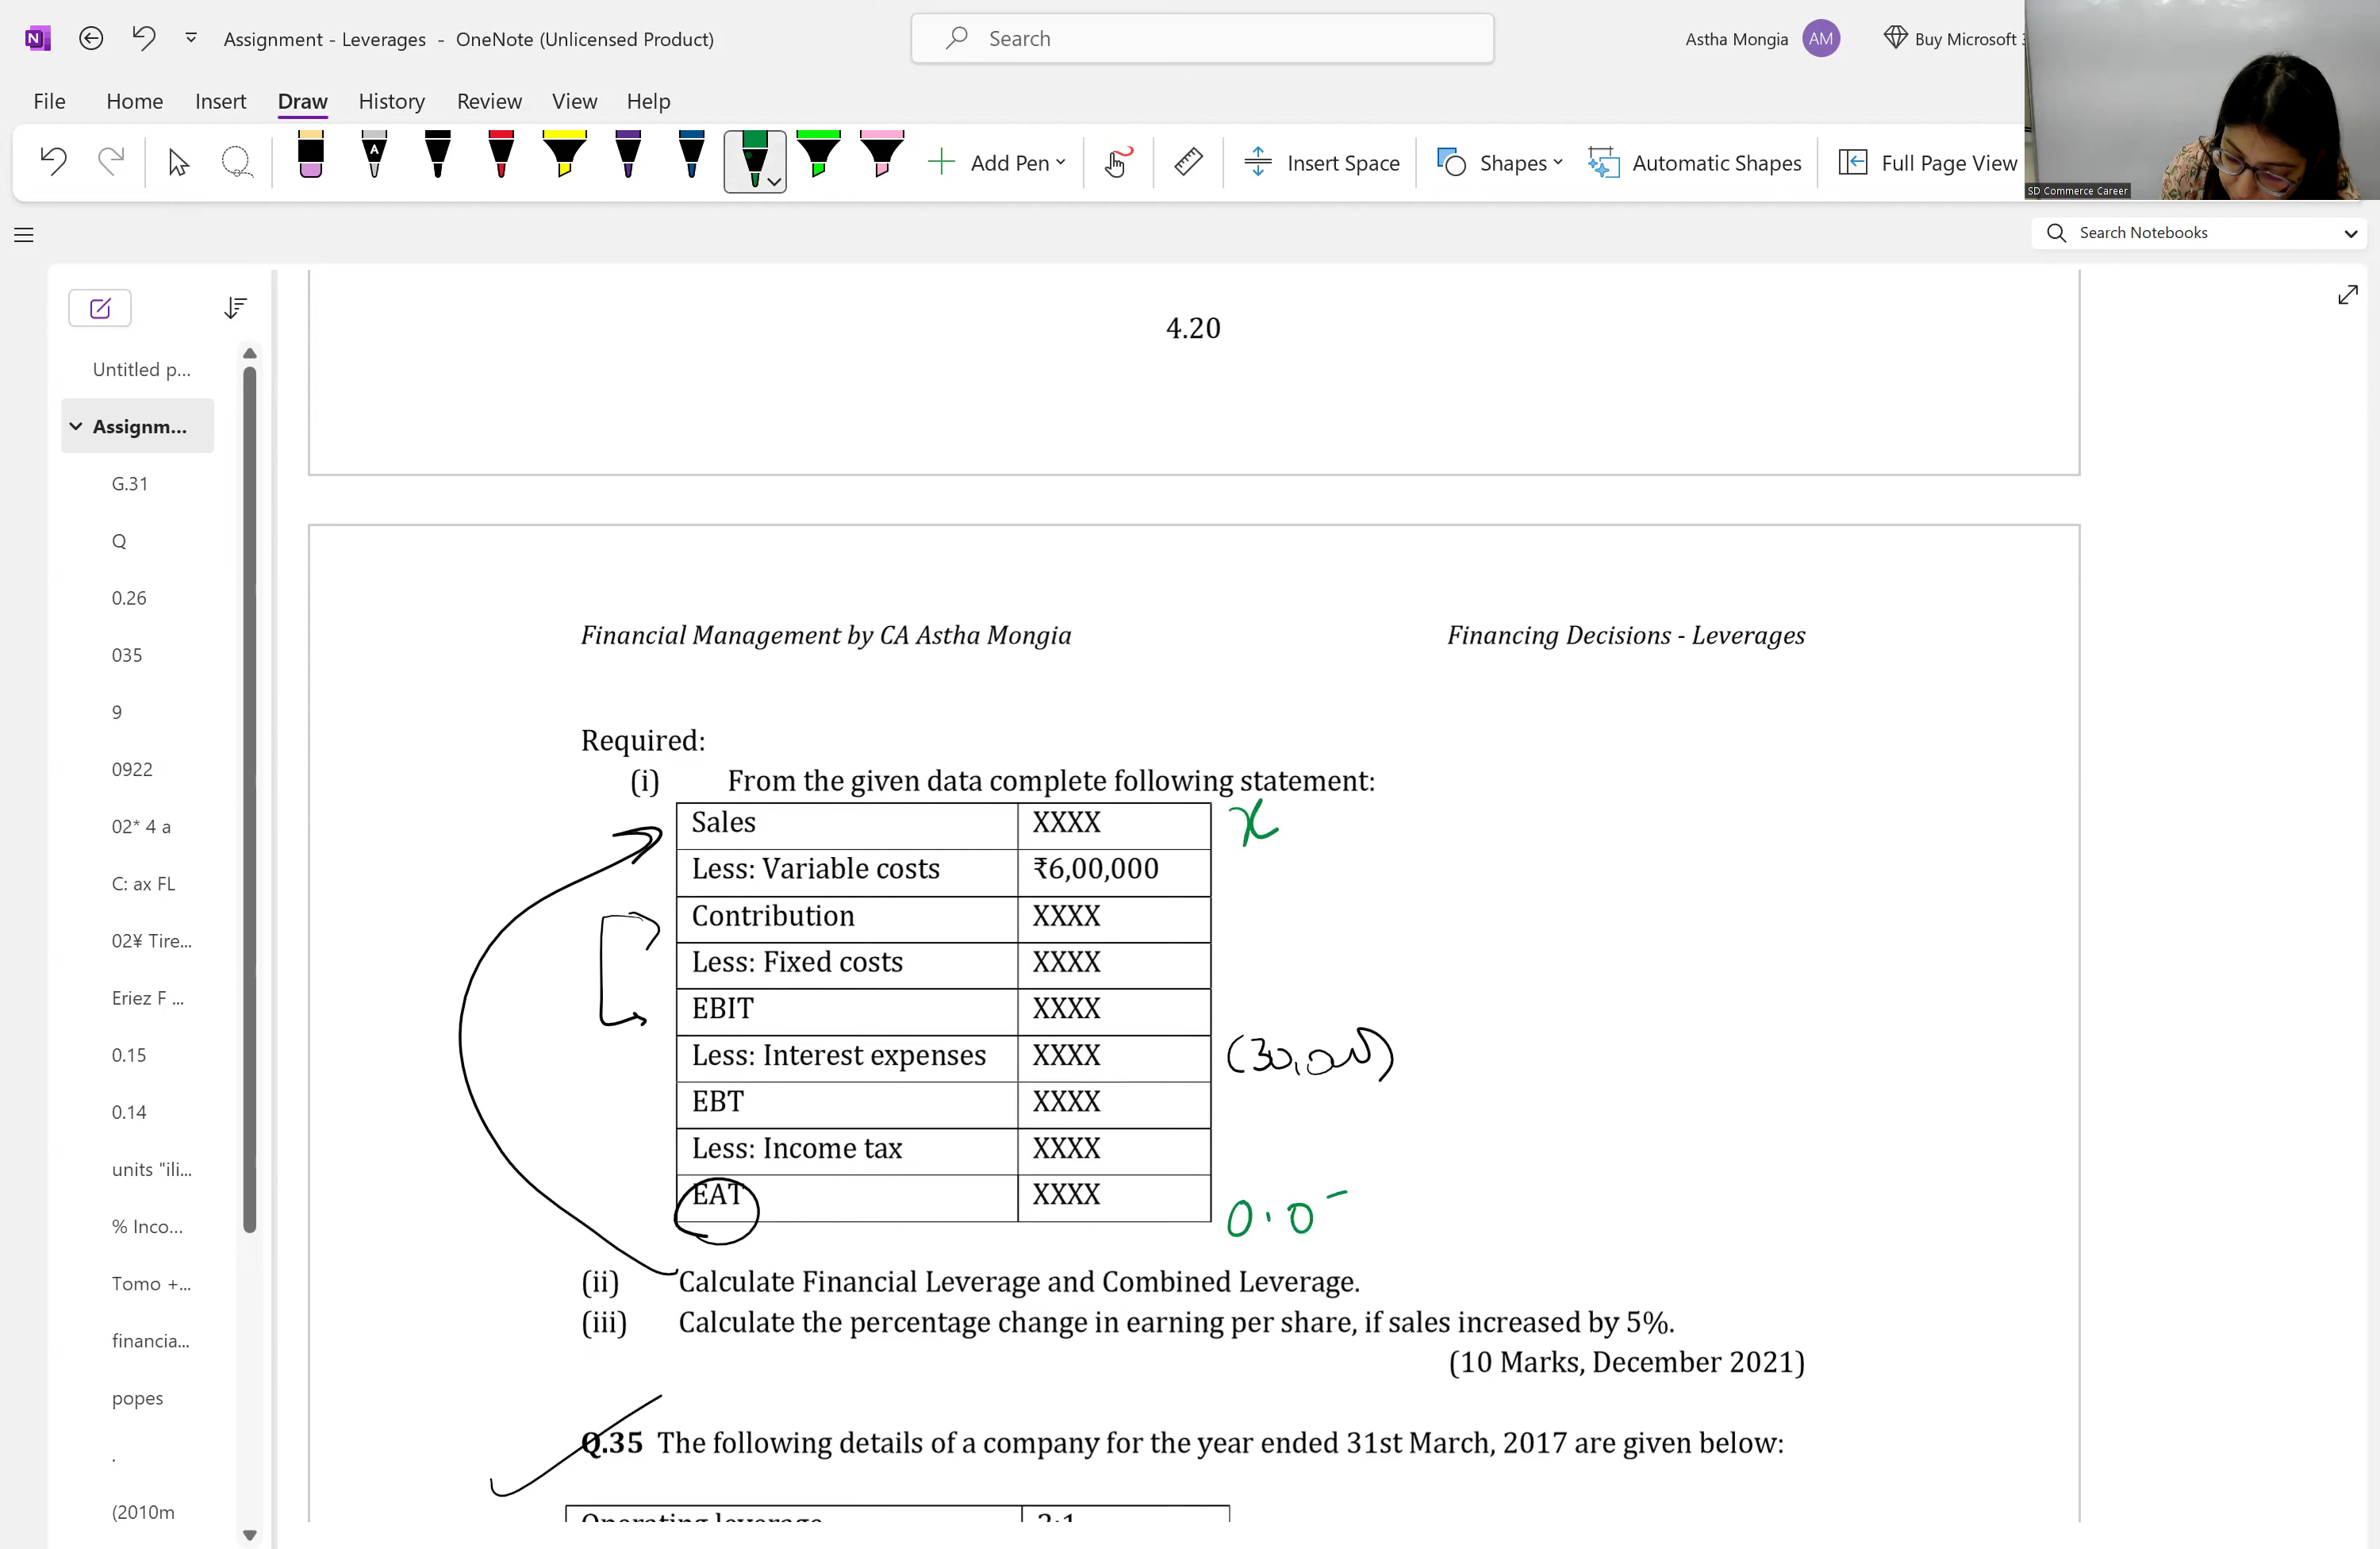 Assignment - Leverages - OneNote (Unlicensed Product)
Search
Astha Mongia AM
Buy Microsoft 3
File Home Insert Draw History Review View Help
Add Pen
Insert Space
Shapes
Automatic Shapes
Full Page View
SD Commerce Career
Search Notebooks
Untitled p...
Assignm...
G.31
Q
0.26
035
9
0922
02* 4 a
C: ax FL
02¥ Tire...
Eriez F ...
0.15
0.14
units "ili...
% Inco...
Tomo +...
financia...
popes
.
(2010m
4.20
Financial Management by CA Astha Mongia Financing Decisions - Leverages
Required:
(i) From the given data complete following statement:
Sales XXXX x
Less: Variable costs ₹6,00,000
Contribution XXXX
Less: Fixed costs XXXX
EBIT XXXX
Less: Interest expenses XXXX (30,000)
EBT XXXX
Less: Income tax XXXX
EAT XXXX 0.0
(ii) Calculate Financial Leverage and Combined Leverage.
(iii) Calculate the percentage change in earning per share, if sales increased by 5%.
(10 Marks, December 2021)
Q.35 The following details of a company for the year ended 31st March, 2017 are given below:
Operating leverage